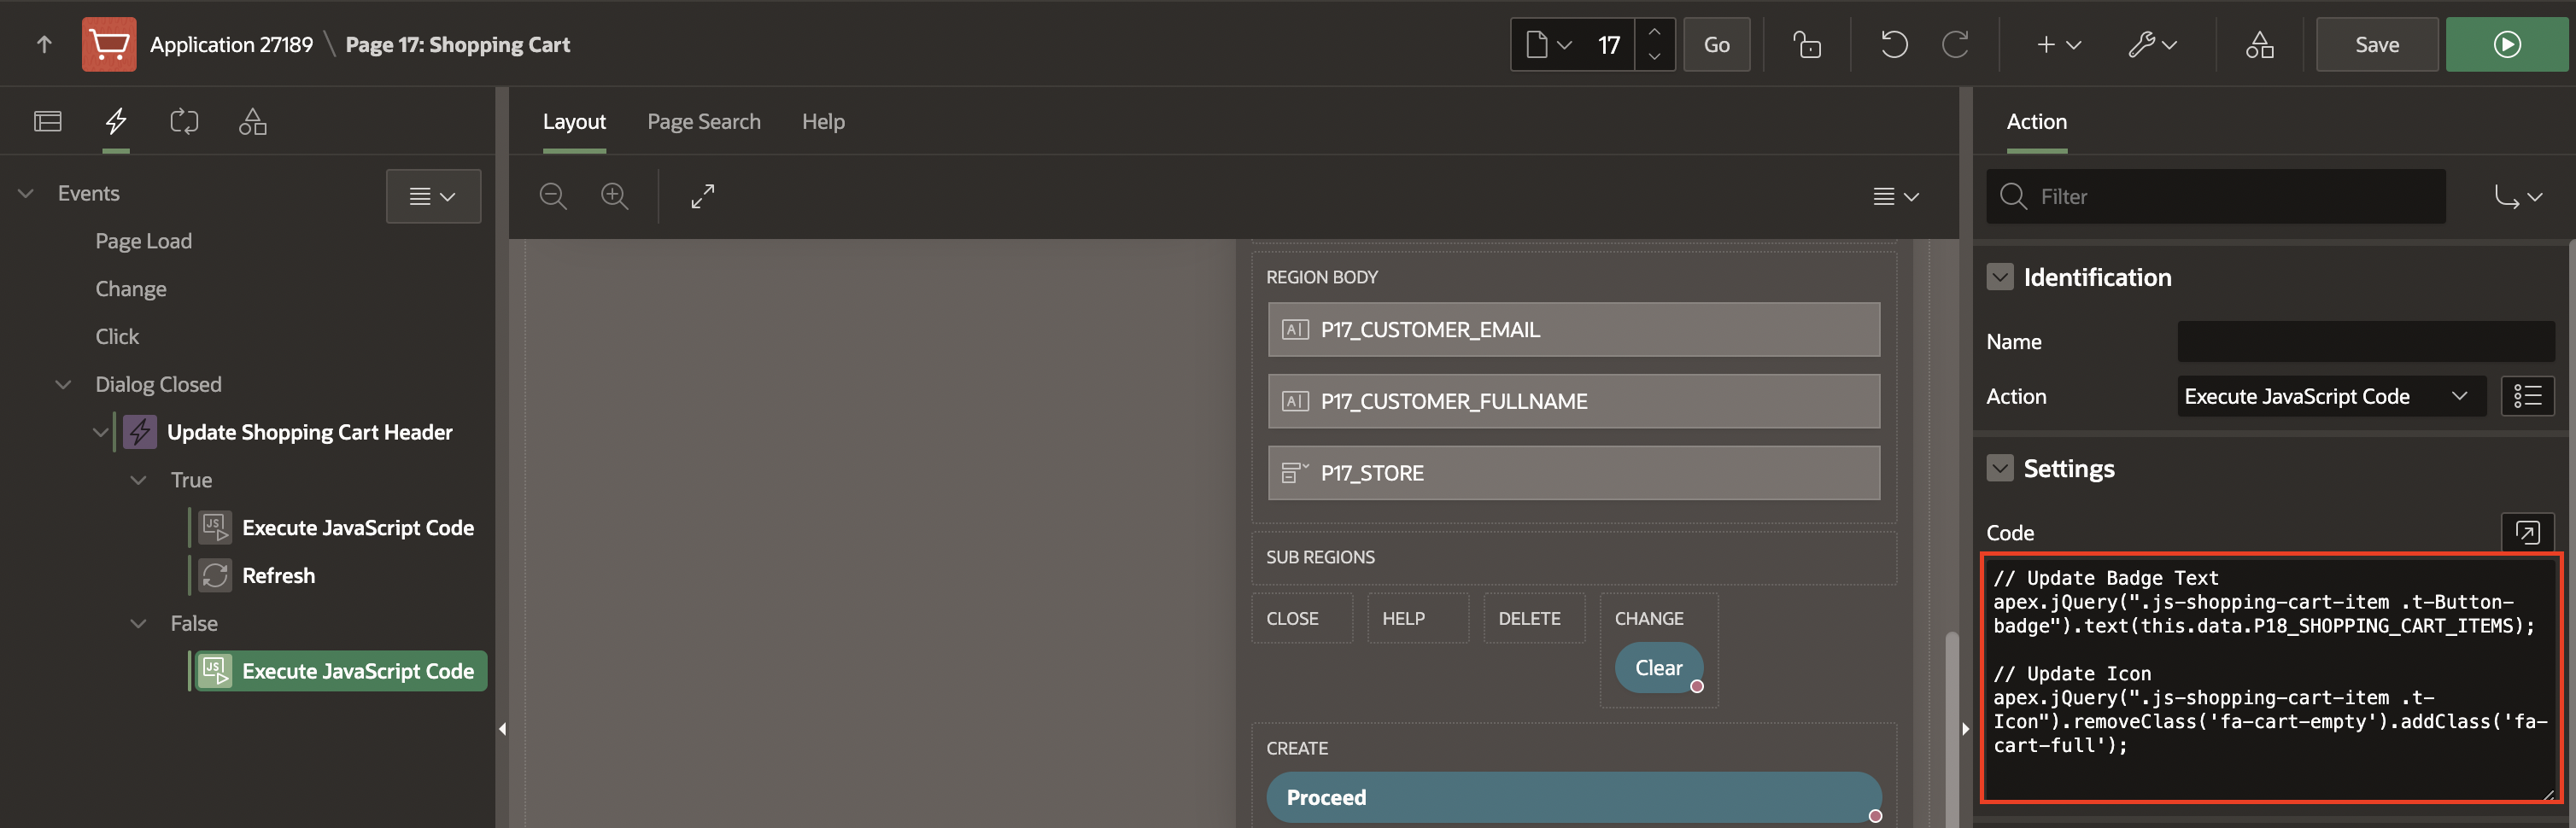 Application 27189 \ Page 17: Shopping Cart
17
Go
Save
Layout
Page Search
Help
Action
Events
Page Load
Change
Click
Dialog Closed
Update Shopping Cart Header
True
Execute JavaScript Code
Refresh
False
Execute JavaScript Code
REGION BODY
P17_CUSTOMER_EMAIL
P17_CUSTOMER_FULLNAME
P17_STORE
SUB REGIONS
CLOSE
HELP
DELETE
CHANGE
Clear
CREATE
Proceed
Filter
Identification
Name
Action
Execute JavaScript Code
Settings
Code
// Update Badge Text
apex.jQuery(".js-shopping-cart-item .t-Button-
badge").text(this.data.P18_SHOPPING_CART_ITEMS);
// Update Icon
apex.jQuery(".js-shopping-cart-item .t-
Icon").removeClass('fa-cart-empty').addClass('fa-
cart-full');